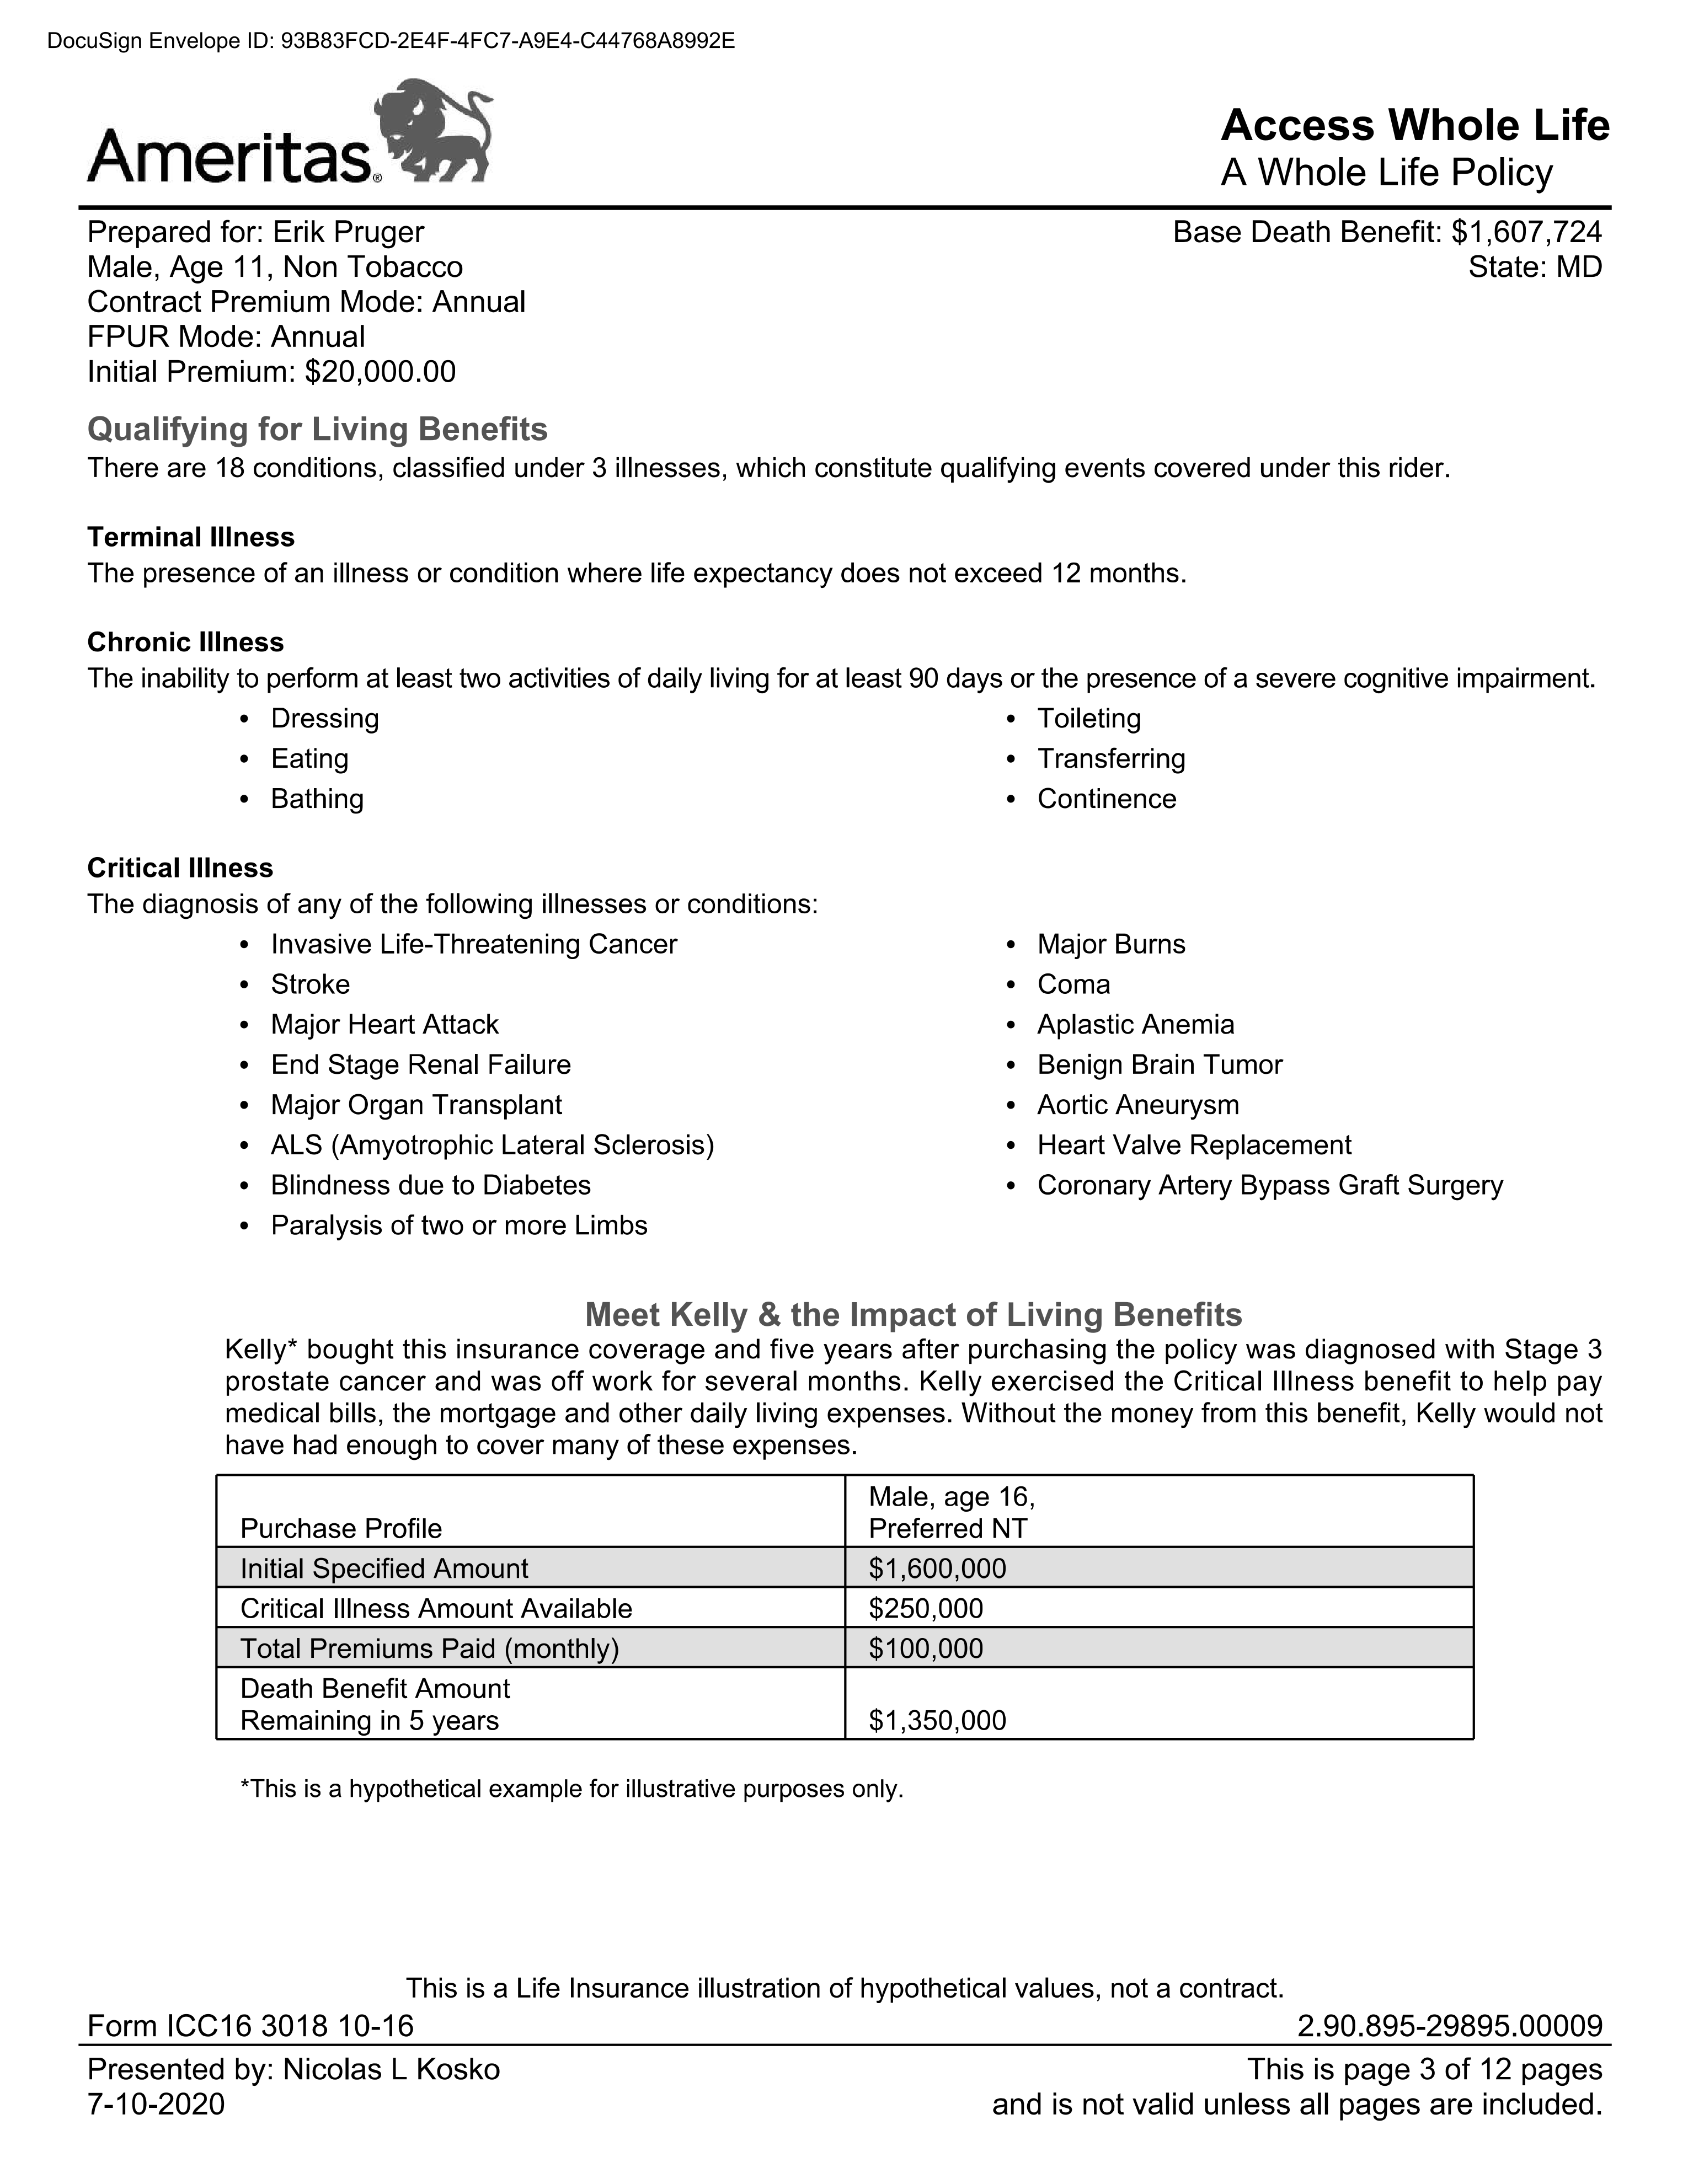 DocuSign Envelope ID: 93B83FCD-2E4F-4FC7-A9E4-C44768A8992E
Ameritas®
Access Whole Life
A Whole Life Policy
Prepared for: Erik Pruger
Base Death Benefit: $1,607,724
Male, Age 11, Non Tobacco
State: MD
Contract Premium Mode: Annual
FPUR Mode: Annual
Initial Premium: $20,000.00
Qualifying for Living Benefits
There are 18 conditions, classified under 3 illnesses, which constitute qualifying events covered under this rider.
Terminal Illness
The presence of an illness or condition where life expectancy does not exceed 12 months.
Chronic Illness
The inability to perform at least two activities of daily living for at least 90 days or the presence of a severe cognitive impairment.
• Dressing
• Eating
• Bathing
• Toileting
• Transferring
• Continence
Critical Illness
The diagnosis of any of the following illnesses or conditions:
• Invasive Life-Threatening Cancer
• Stroke
• Major Heart Attack
• End Stage Renal Failure
• Major Organ Transplant
• ALS (Amyotrophic Lateral Sclerosis)
• Blindness due to Diabetes
• Paralysis of two or more Limbs
• Major Burns
• Coma
• Aplastic Anemia
• Benign Brain Tumor
• Aortic Aneurysm
• Heart Valve Replacement
• Coronary Artery Bypass Graft Surgery
Meet Kelly & the Impact of Living Benefits
Kelly* bought this insurance coverage and five years after purchasing the policy was diagnosed with Stage 3
prostate cancer and was off work for several months. Kelly exercised the Critical Illness benefit to help pay
medical bills, the mortgage and other daily living expenses. Without the money from this benefit, Kelly would not
have had enough to cover many of these expenses.
Purchase Profile
Male, age 16,
Preferred NT
Initial Specified Amount
$1,600,000
Critical Illness Amount Available
$250,000
Total Premiums Paid (monthly)
$100,000
Death Benefit Amount
Remaining in 5 years
$1,350,000
*This is a hypothetical example for illustrative purposes only.
This is a Life Insurance illustration of hypothetical values, not a contract.
Form ICC16 3018 10-16
2.90.895-29895.00009
Presented by: Nicolas L Kosko
This is page 3 of 12 pages
7-10-2020
and is not valid unless all pages are included.